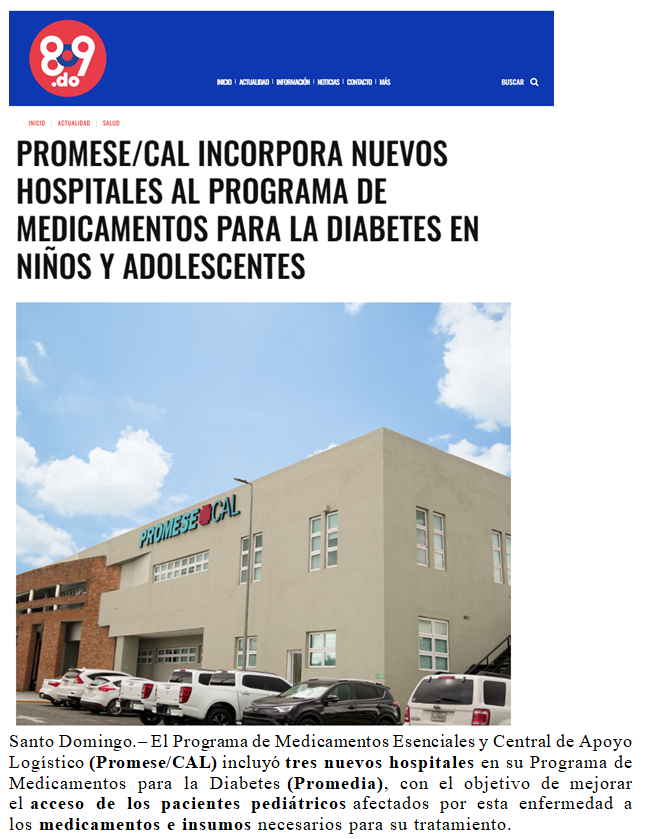 89
.do
INICIO | ACTUALIDAD | INFORMACIÓN | NOTICIAS | CONTACTO | MÁS
BUSCAR
INICIO | ACTUALIDAD | SALUD
PROMESE/CAL INCORPORA NUEVOS
HOSPITALES AL PROGRAMA DE
MEDICAMENTOS PARA LA DIABETES EN
NIÑOS Y ADOLESCENTES
PROMESE CAL
Santo Domingo.– El Programa de Medicamentos Esenciales y Central de Apoyo
Logístico (Promese/CAL) incluyó tres nuevos hospitales en su Programa de
Medicamentos para la Diabetes (Promedia), con el objetivo de mejorar
el acceso de los pacientes pediátricos afectados por esta enfermedad a
los medicamentos e insumos necesarios para su tratamiento.